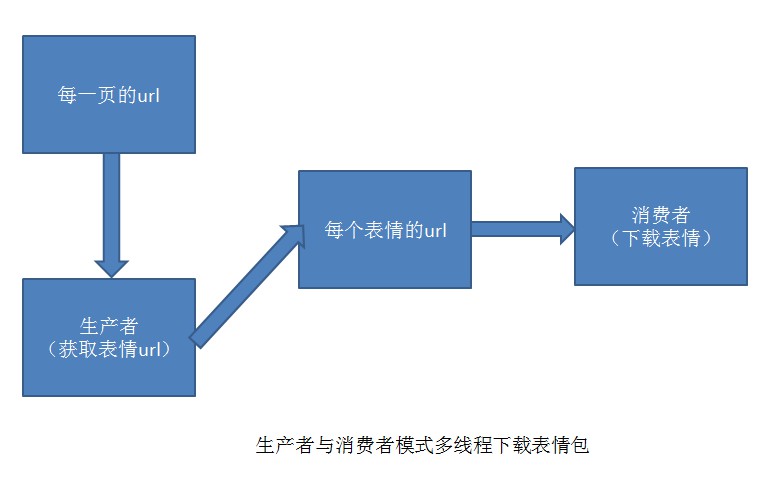 每一页的url
生产者
（获取表情url）
每个表情的url
消费者
（下载表情）
生产者与消费者模式多线程下载表情包